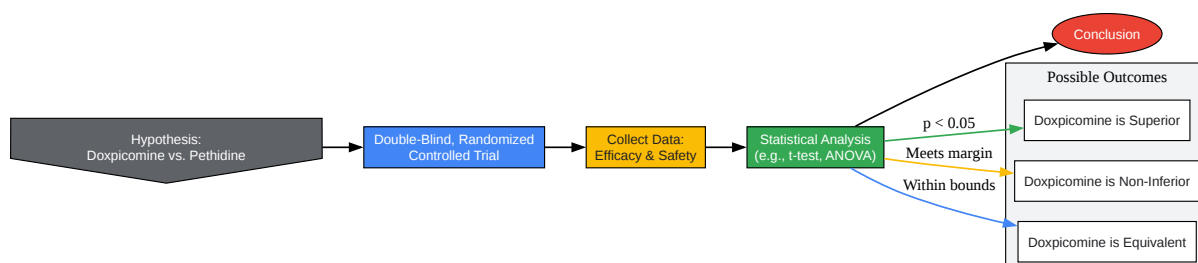 Hypothesis:
Doxpicomine vs. Pethidine
Double-Blind, Randomized
Controlled Trial
Collect Data:
Efficacy & Safety
Statistical Analysis
(e.g., t-test, ANOVA)
Conclusion
Possible Outcomes
p < 0.05
Doxpicomine is Superior
Meets margin
Doxpicomine is Non-Inferior
Within bounds
Doxpicomine is Equivalent